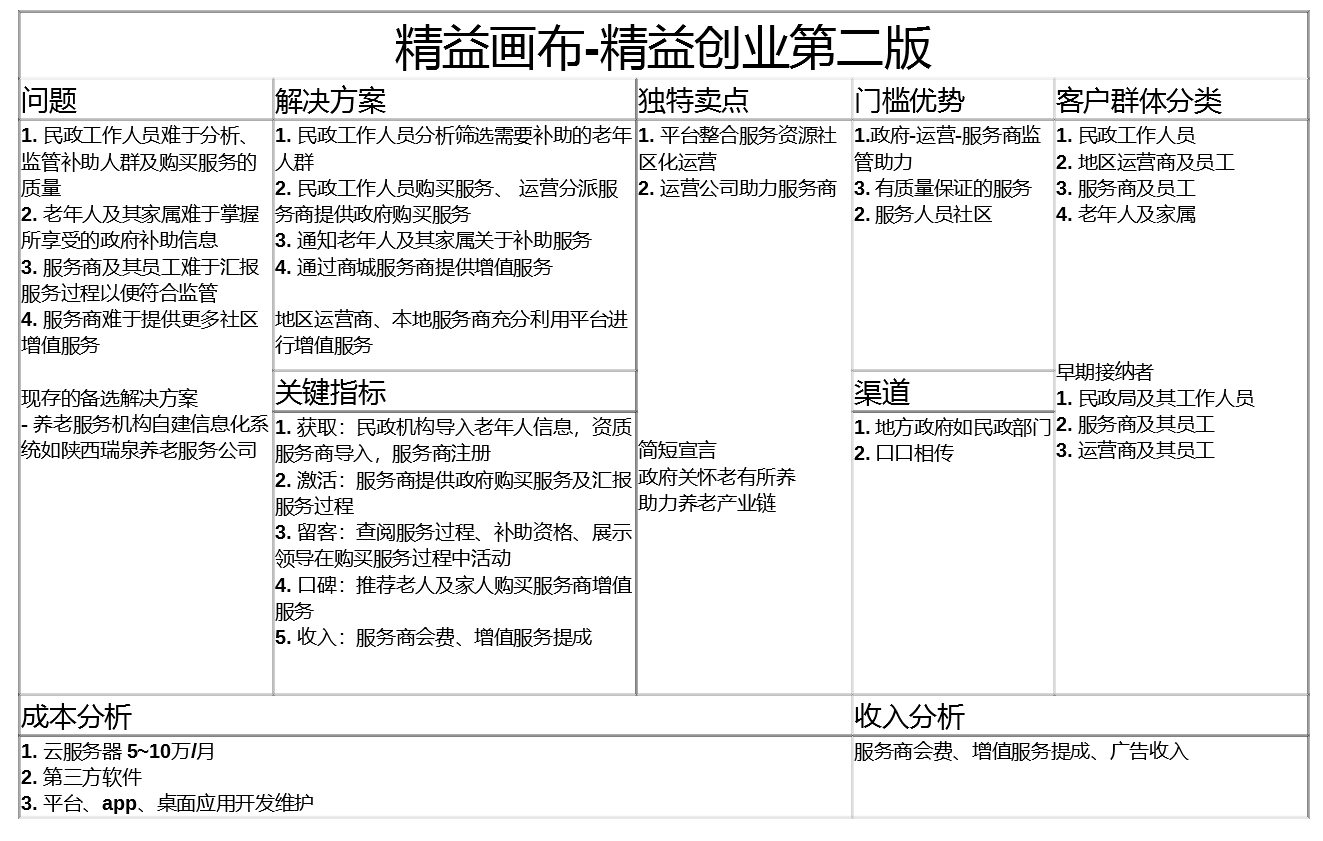 精益画布-精益创业第二版
问题
1. 民政工作人员难于分析、
监管补助人群及购买服务的
质量
2. 老年人及其家属难于掌握
所享受的政府补助信息
3. 服务商及其员工难于汇报
服务过程以便符合监管
4. 服务商难于提供更多社区
增值服务
现存的备选解决方案
- 养老服务机构自建信息化系
统如陕西瑞泉养老服务公司
解决方案
1. 民政工作人员分析筛选需要补助的老年
人群
2. 民政工作人员购买服务、 运营分派服
务商提供政府购买服务
3. 通知老年人及其家属关于补助服务
4. 通过商城服务商提供增值服务
地区运营商、本地服务商充分利用平台进
行增值服务
关键指标
1. 获取：民政机构导入老年人信息，资质
服务商导入，服务商注册
2. 激活：服务商提供政府购买服务及汇报
服务过程
3. 留客：查阅服务过程、补助资格、展示
领导在购买服务过程中活动
4. 口碑：推荐老人及家人购买服务商增值
服务
5. 收入：服务商会费、增值服务提成
独特卖点
1. 平台整合服务资源社
区化运营
2. 运营公司助力服务商
简短宣言
政府关怀老有所养
助力养老产业链
门槛优势
1.政府-运营-服务商监
管助力
3. 有质量保证的服务
2. 服务人员社区
渠道
1. 地方政府如民政部门
2. 口口相传
客户群体分类
1. 民政工作人员
2. 地区运营商及员工
3. 服务商及员工
4. 老年人及家属
早期接纳者
1. 民政局及其工作人员
2. 服务商及其员工
3. 运营商及其员工
成本分析
1. 云服务器 5~10万/月
2. 第三方软件
3. 平台、app、桌面应用开发维护
收入分析
服务商会费、增值服务提成、广告收入